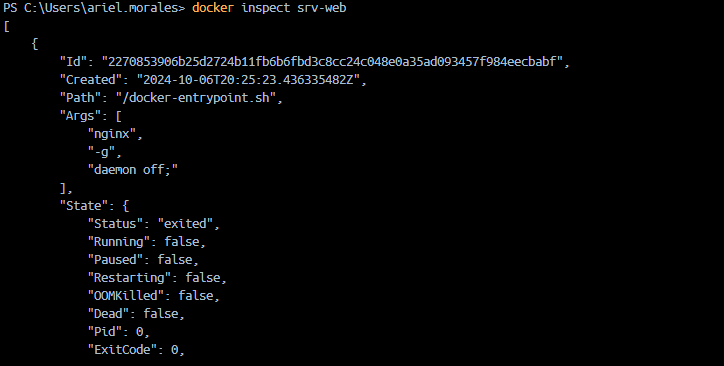 PS C:\Users\ariel.morales> docker inspect srv-web
[
    {
        "Id": "2270853906b25d2724b11fb6b6fbd3c8cc24c048e0a35ad093457f984eecbabf",
        "Created": "2024-10-06T20:25:23.436335482Z",
        "Path": "/docker-entrypoint.sh",
        "Args": [
            "nginx",
            "-g",
            "daemon off;"
        ],
        "State": {
            "Status": "exited",
            "Running": false,
            "Paused": false,
            "Restarting": false,
            "OOMKilled": false,
            "Dead": false,
            "Pid": 0,
            "ExitCode": 0,